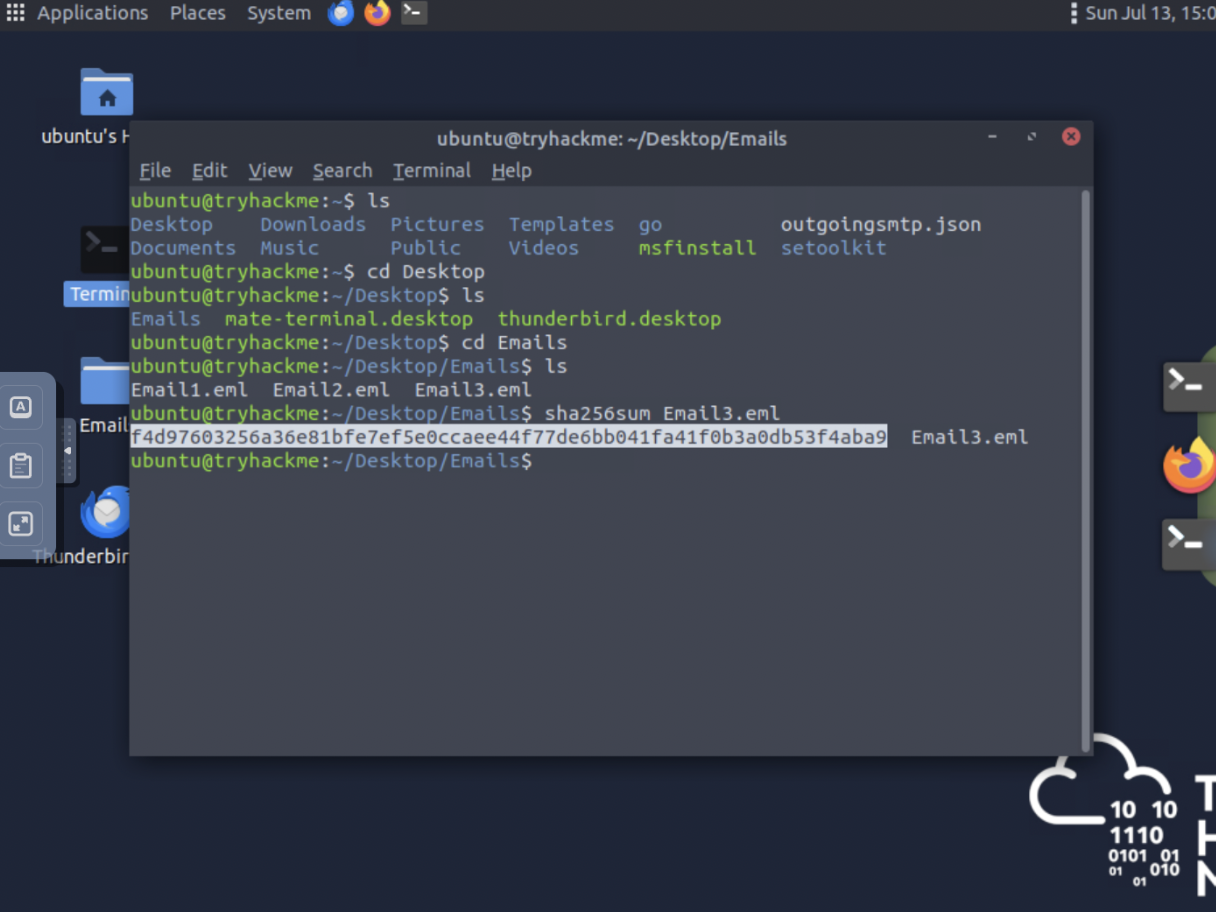 Applications Places System
Sun Jul 13, 15:0
ubuntu's H
ubuntu@tryhackme: ~/Desktop/Emails
File Edit View Search Terminal Help
ubuntu@tryhackme:~$ ls
Desktop Downloads Pictures Templates go outgoingsmtp.json
Documents Music Public Videos msfinstall setoolkit
ubuntu@tryhackme:~$ cd Desktop
Termin
ubuntu@tryhackme:~/Desktop$ ls
Emails mate-terminal.desktop thunderbird.desktop
ubuntu@tryhackme:~/Desktop$ cd Emails
ubuntu@tryhackme:~/Desktop/Emails$ ls
Email1.eml Email2.eml Email3.eml
ubuntu@tryhackme:~/Desktop/Emails$ sha256sum Email3.eml
f4d97603256a36e81bfe7ef5e0ccaee44f77de6bb041fa41f0b3a0db53f4aba9 Email3.eml
ubuntu@tryhackme:~/Desktop/Emails$
A
Email
Thunderbir
10 10
1110
0101 01
01 010
01
T
H
N